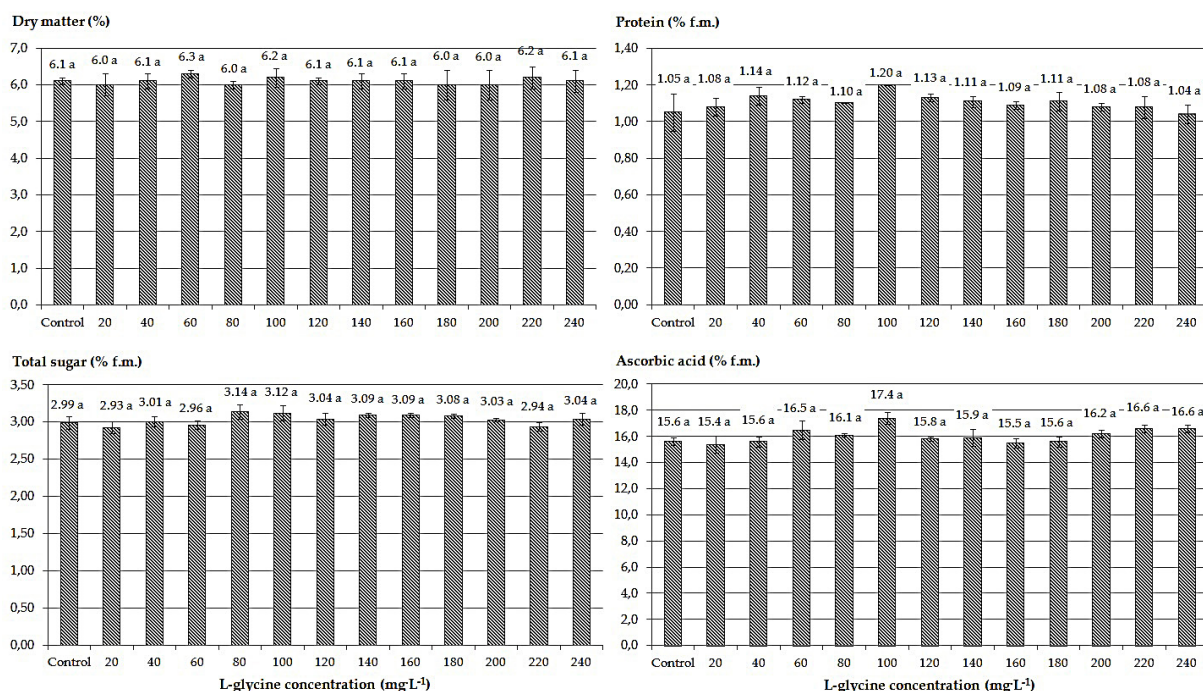 Dry matter (%)
7,0
6,0
5,0
4,0
3,0
2,0
1,0
0,0
6.1 a 6.0 a 6.1 a 6.3 a 6.0 a 6.2 a 6.1 a 6.1 a 6.1 a 6.0 a 6.0 a 6.2 a 6.1 a
Control 20 40 60 80 100 120 140 160 180 200 220 240
Protein (% f.m.)
1,40
1,20
1,00
0,80
0,60
0,40
0,20
0,00
1.05 a 1.08 a 1.14 a 1.12 a 1.10 a 1.20 a 1.13 a 1.11 a 1.09 a 1.11 a 1.08 a 1.08 a 1.04 a
Control 20 40 60 80 100 120 140 160 180 200 220 240
Total sugar (% f.m.)
3,50
3,00
2,50
2,00
1,50
1,00
0,50
0,00
2.99 a 2.93 a 3.01 a 2.96 a 3.14 a 3.12 a 3.04 a 3.09 a 3.09 a 3.08 a 3.03 a 2.94 a 3.04 a
Control 20 40 60 80 100 120 140 160 180 200 220 240
L-glycine concentration (mg·L⁻¹)
Ascorbic acid (% f.m.)
20,0
18,0
16,0
14,0
12,0
10,0
8,0
6,0
4,0
2,0
0,0
15.6 a 15.4 a 15.6 a 16.5 a 16.1 a 17.4 a 15.8 a 15.9 a 15.5 a 15.6 a 16.2 a 16.6 a 16.6 a
Control 20 40 60 80 100 120 140 160 180 200 220 240
L-glycine concentration (mg·L⁻¹)